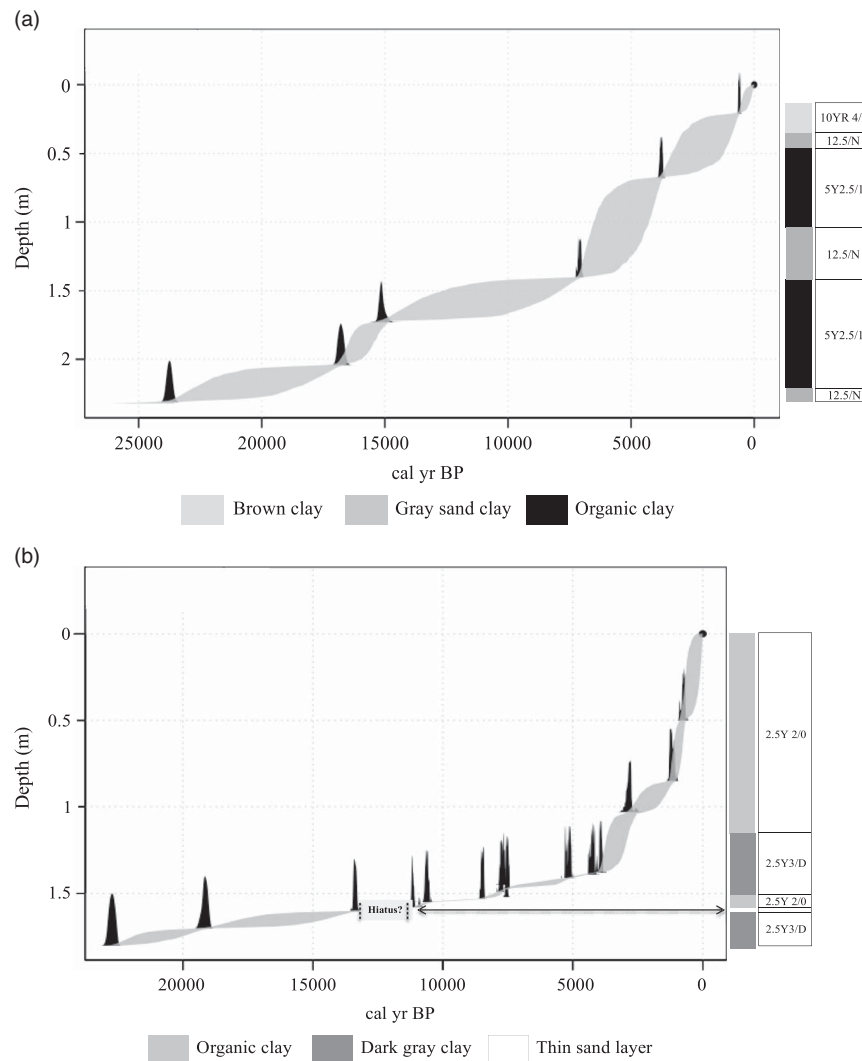 (a)
0
0.5
1
1.5
2
Depth (m)
25000 20000 15000 10000 5000 0
cal yr BP
10YR 4/
12.5/N
5Y2.5/1
12.5/N
5Y2.5/1
12.5/N
Brown clay Gray sand clay Organic clay
(b)
0
0.5
1
1.5
Depth (m)
Hiatus?
20000 15000 10000 5000 0
cal yr BP
2.5Y 2/0
2.5Y3/D
2.5Y 2/0
2.5Y3/D
Organic clay Dark gray clay Thin sand layer